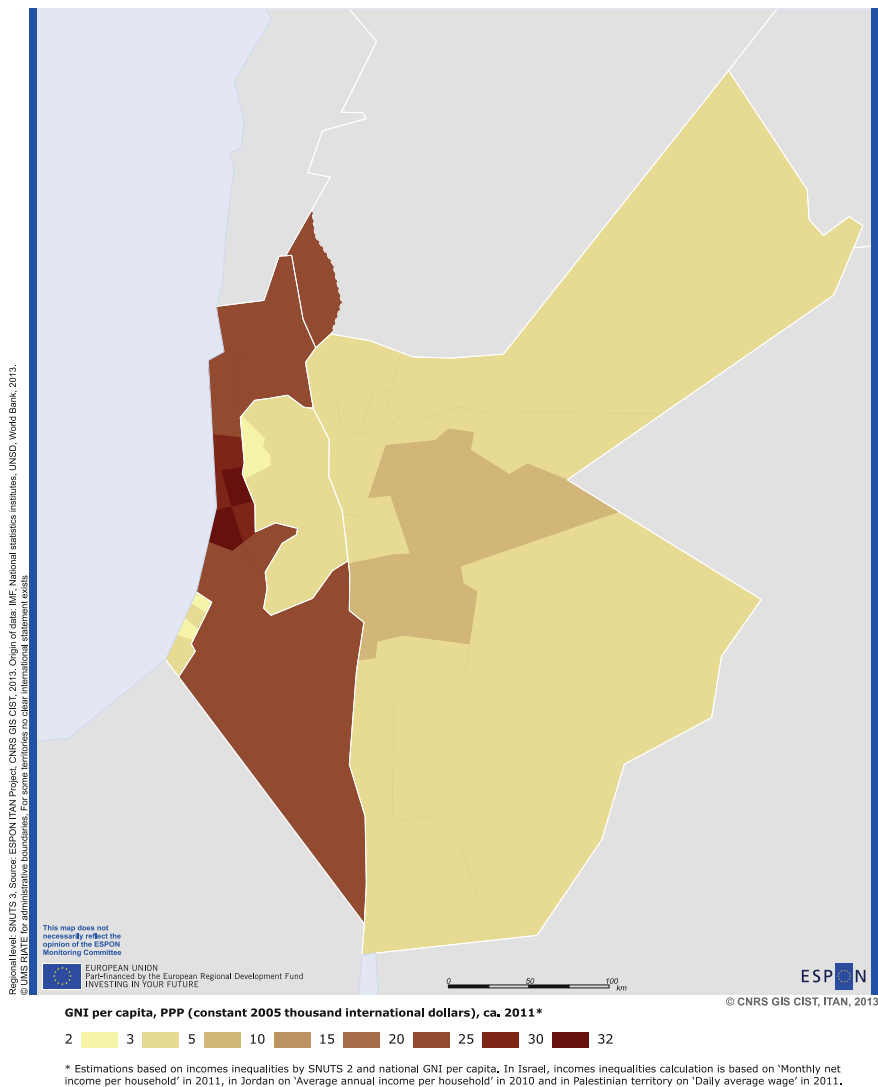 Regional level: SNUTS 3, Source: ESPON ITAN Project, CNRS GIS CIST, 2013. Origin of data: IMF, National statistics institutes, UNSD, World Bank, 2013.
© UMS RIATE for administrative boundaries, For some territories no clear international statement exists
This map does not
necessarily reflect the
opinion of the ESPON
Monitoring Committee
EUROPEAN UNION
Part-financed by the European Regional Development Fund
INVESTING IN YOUR FUTURE
0 50 100
km
ESPON
© CNRS GIS CIST, ITAN, 2013
GNI per capita, PPP (constant 2005 thousand international dollars), ca. 2011*
2 3 5 10 15 20 25 30 32
* Estimations based on incomes inequalities by SNUTS 2 and national GNI per capita. In Israel, incomes inequalities calculation is based on 'Monthly net
income per household' in 2011, in Jordan on 'Average annual income per household' in 2010 and in Palestinian territory on 'Daily average wage' in 2011.